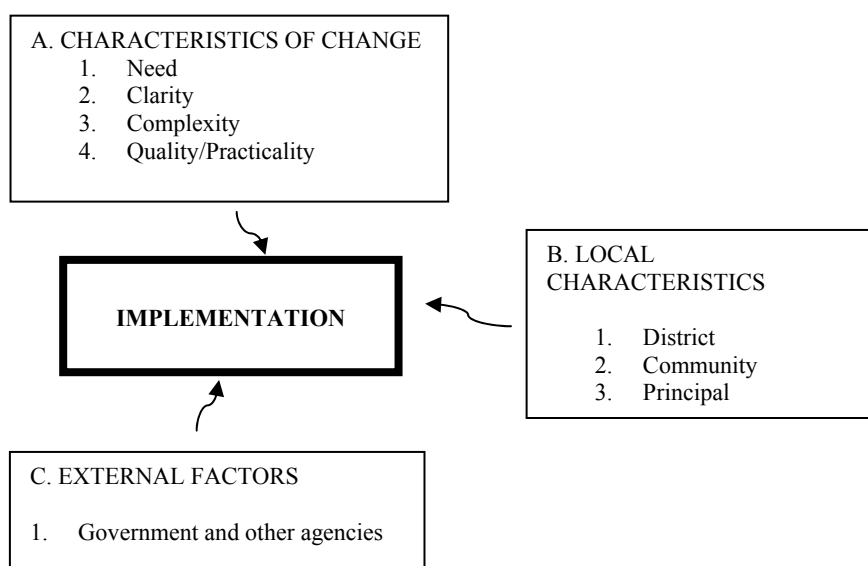 A. CHARACTERISTICS OF CHANGE
1. Need
2. Clarity
3. Complexity
4. Quality/Practicality
IMPLEMENTATION
B. LOCAL
CHARACTERISTICS
1. District
2. Community
3. Principal
C. EXTERNAL FACTORS
1. Government and other agencies